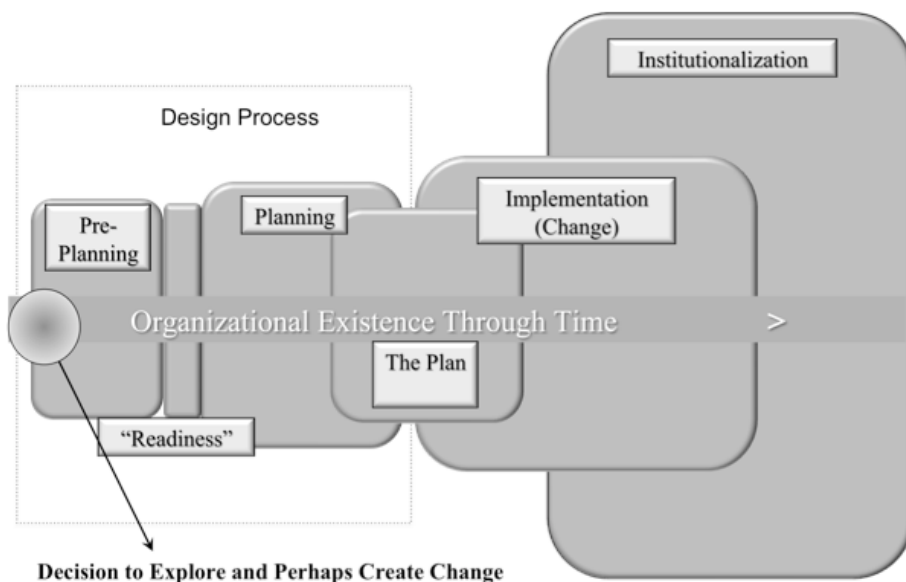 Institutionalization
Design Process
Implementation
(Change)
Planning
Pre-
Planning
Organizational Existence Through Time >
The Plan
“Readiness”
Decision to Explore and Perhaps Create Change